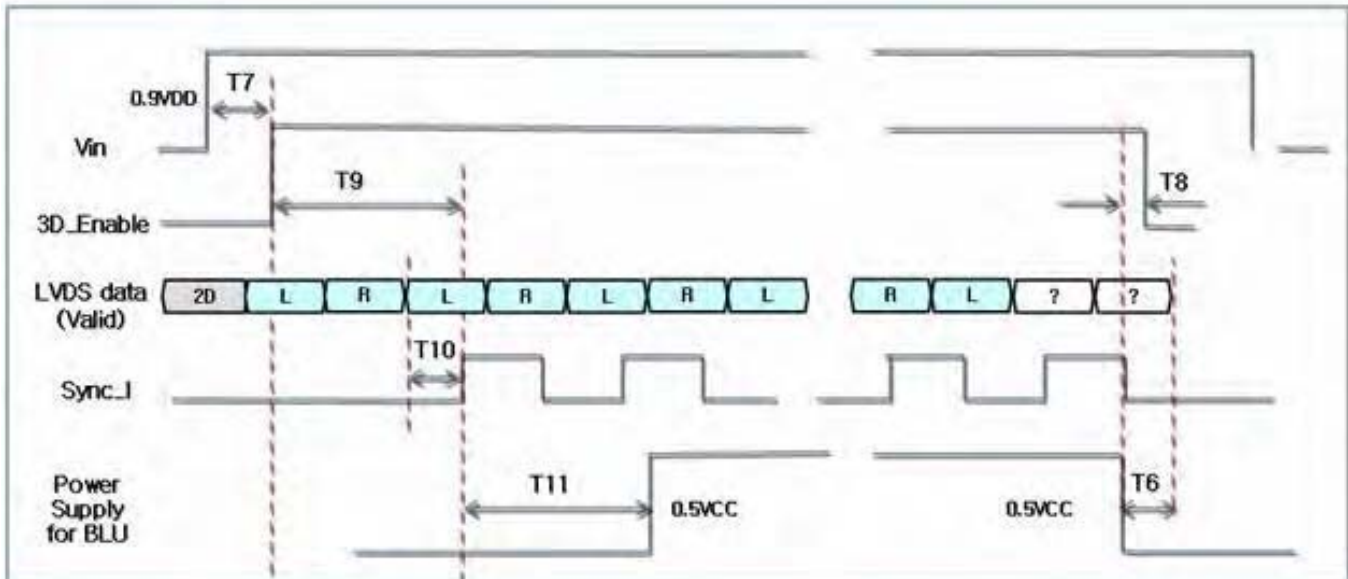 T7
0.9VDD
Vin
T9
T8
3D_Enable
LVDS data
(Valid)
2D L R L R L R L R L ? ?
T10
Sync_I
Power
Supply
for BLU
T11
0.5VCC
0.5VCC
T6